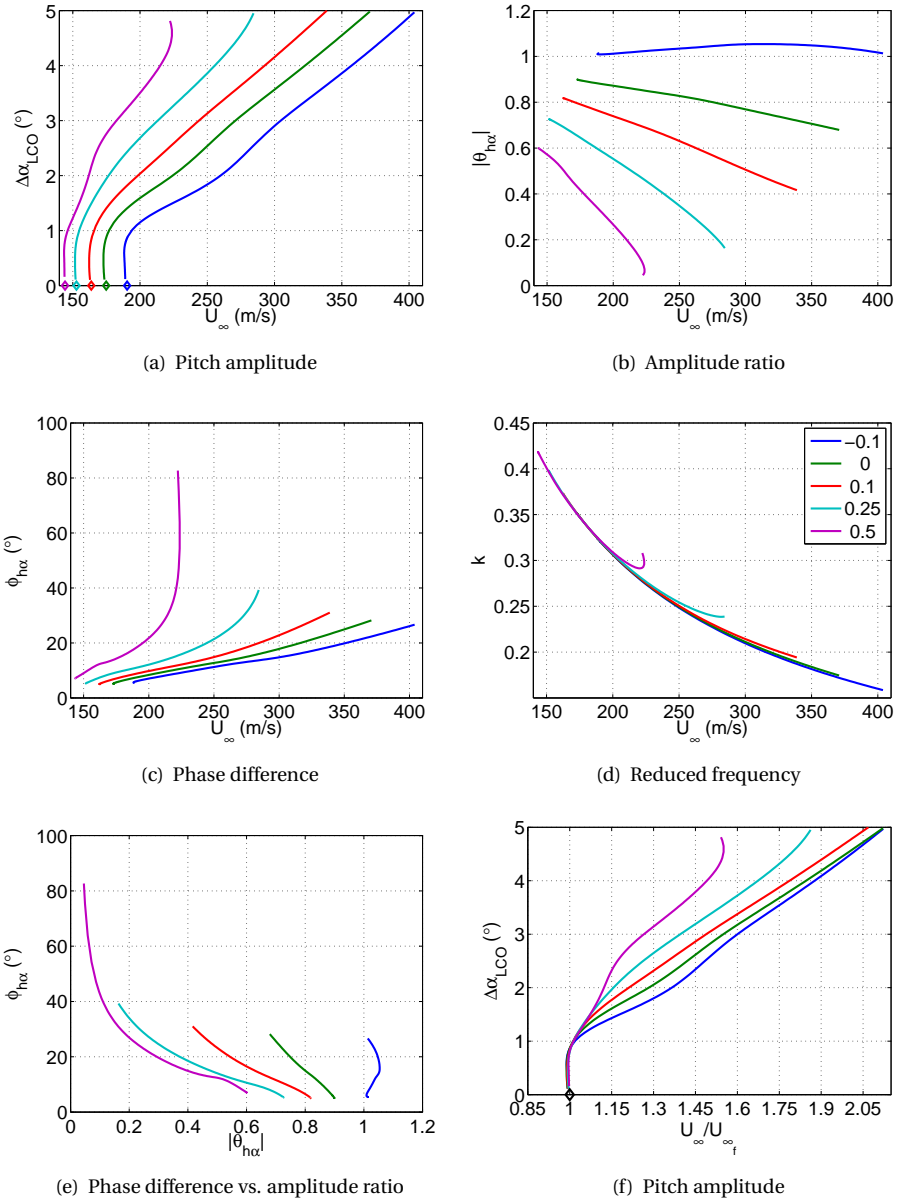 5
4
3
2
1
0
Δα_LCO (°)
150 200 250 300 350 400
U_∞ (m/s)
(a) Pitch amplitude
1.2
1
0.8
0.6
0.4
0.2
0
|θ_hα|
150 200 250 300 350 400
U_∞ (m/s)
(b) Amplitude ratio
100
80
60
40
20
0
ϕ_hα (°)
150 200 250 300 350 400
U_∞ (m/s)
(c) Phase difference
0.45
0.4
0.35
0.3
0.25
0.2
k
−0.1
0
0.1
0.25
0.5
150 200 250 300 350 400
U_∞ (m/s)
(d) Reduced frequency
100
80
60
40
20
0
ϕ_hα (°)
0 0.2 0.4 0.6 0.8 1 1.2
|θ_hα|
(e) Phase difference vs. amplitude ratio
5
4
3
2
1
0
Δα_LCO (°)
0.85 1 1.15 1.3 1.45 1.6 1.75 1.9 2.05
U_∞/U_∞_f
(f) Pitch amplitude